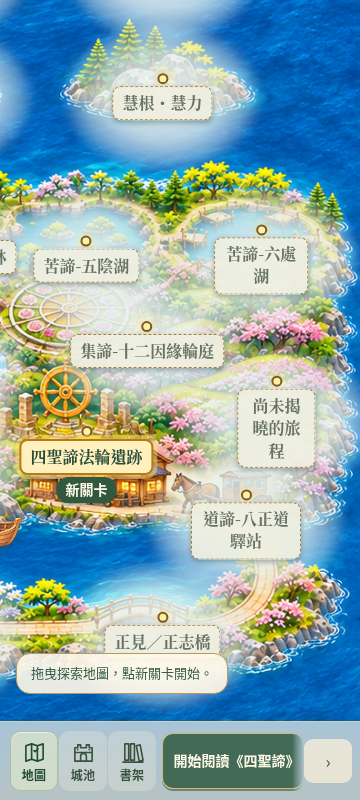 慧根・慧力
林
苦諦-五陰湖
苦諦-六處
湖
集諦-十二因緣輪庭
尚未揭
曉的旅
程
四聖諦法輪遺跡
新關卡
道諦-八正道
驛站
正見／正志橋
拖曳探索地圖，點新關卡開始。
地圖
城池
書架
開始閱讀《四聖諦》
›